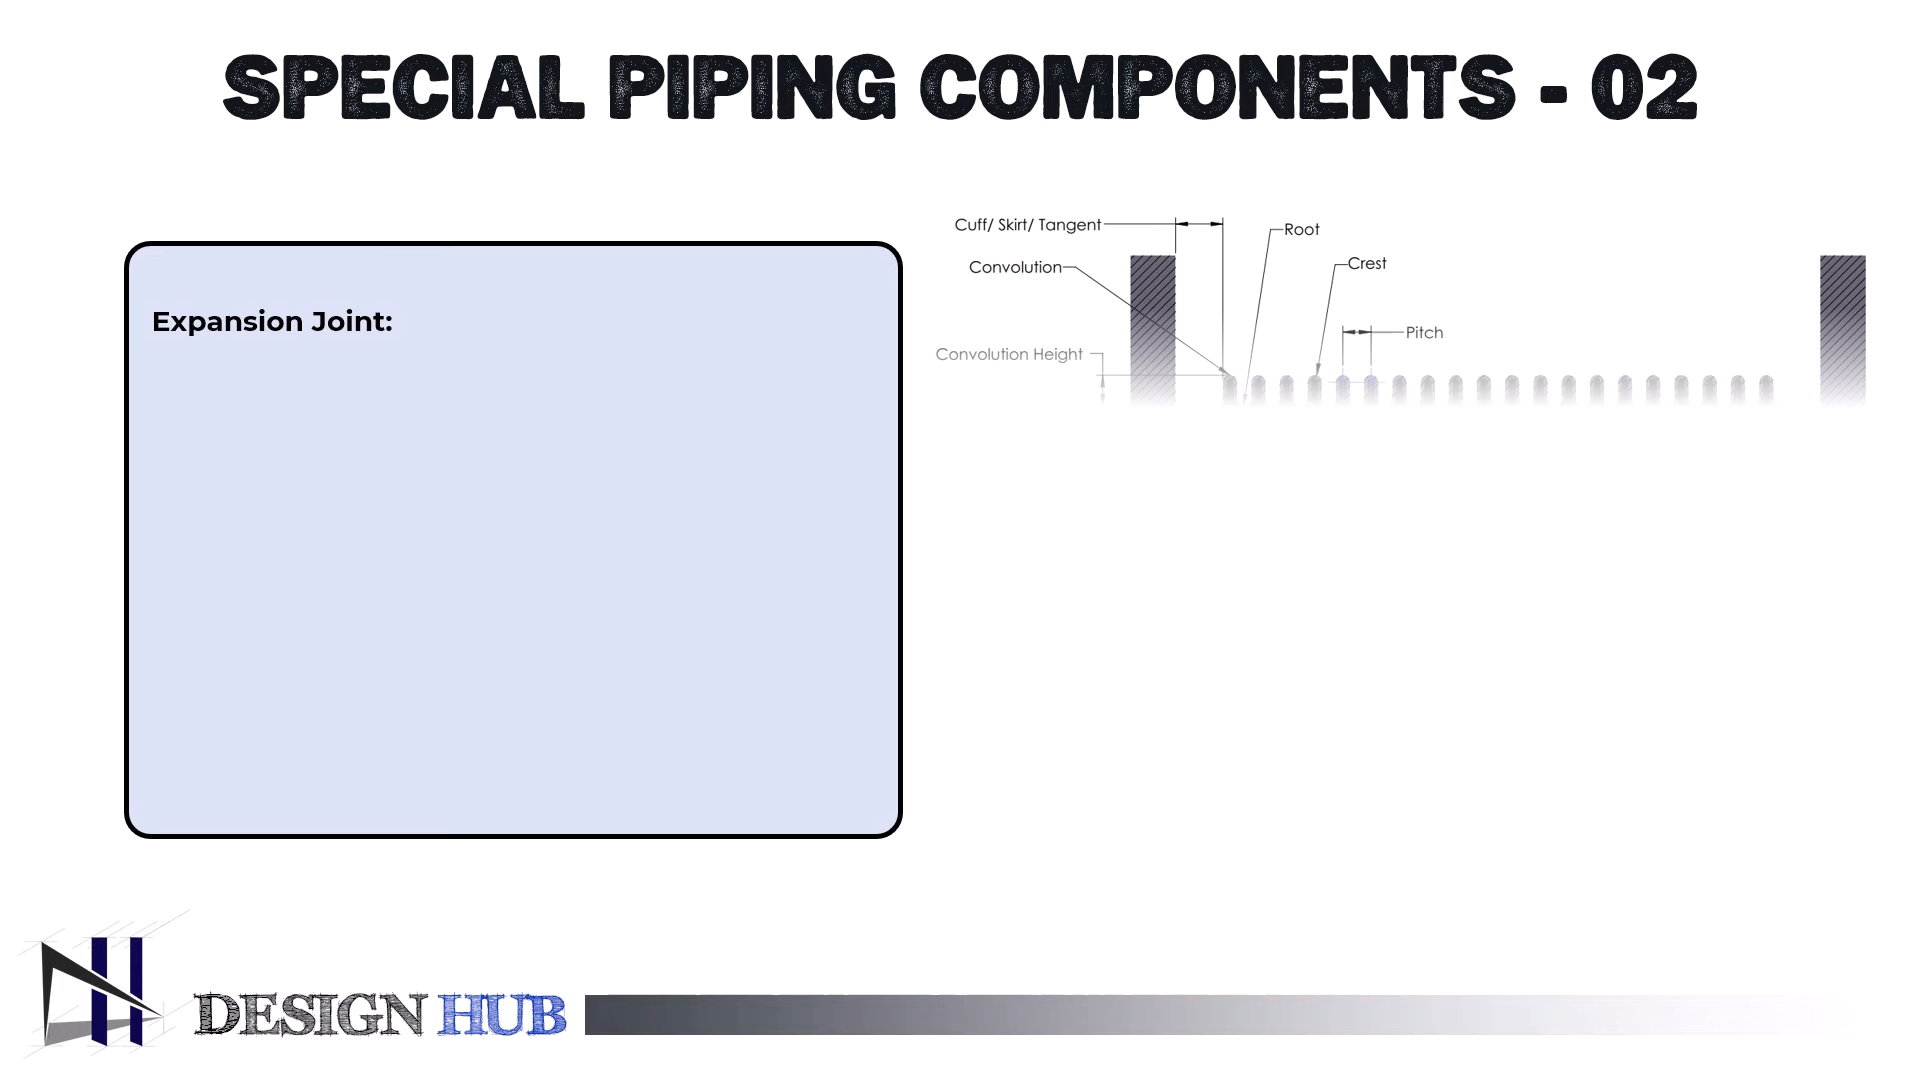 SPECIAL PIPING COMPONENTS - 02
Expansion Joint:
Cuff/ Skirt/ Tangent
Root
Convolution
Crest
Pitch
Convolution Height
DESIGN HUB